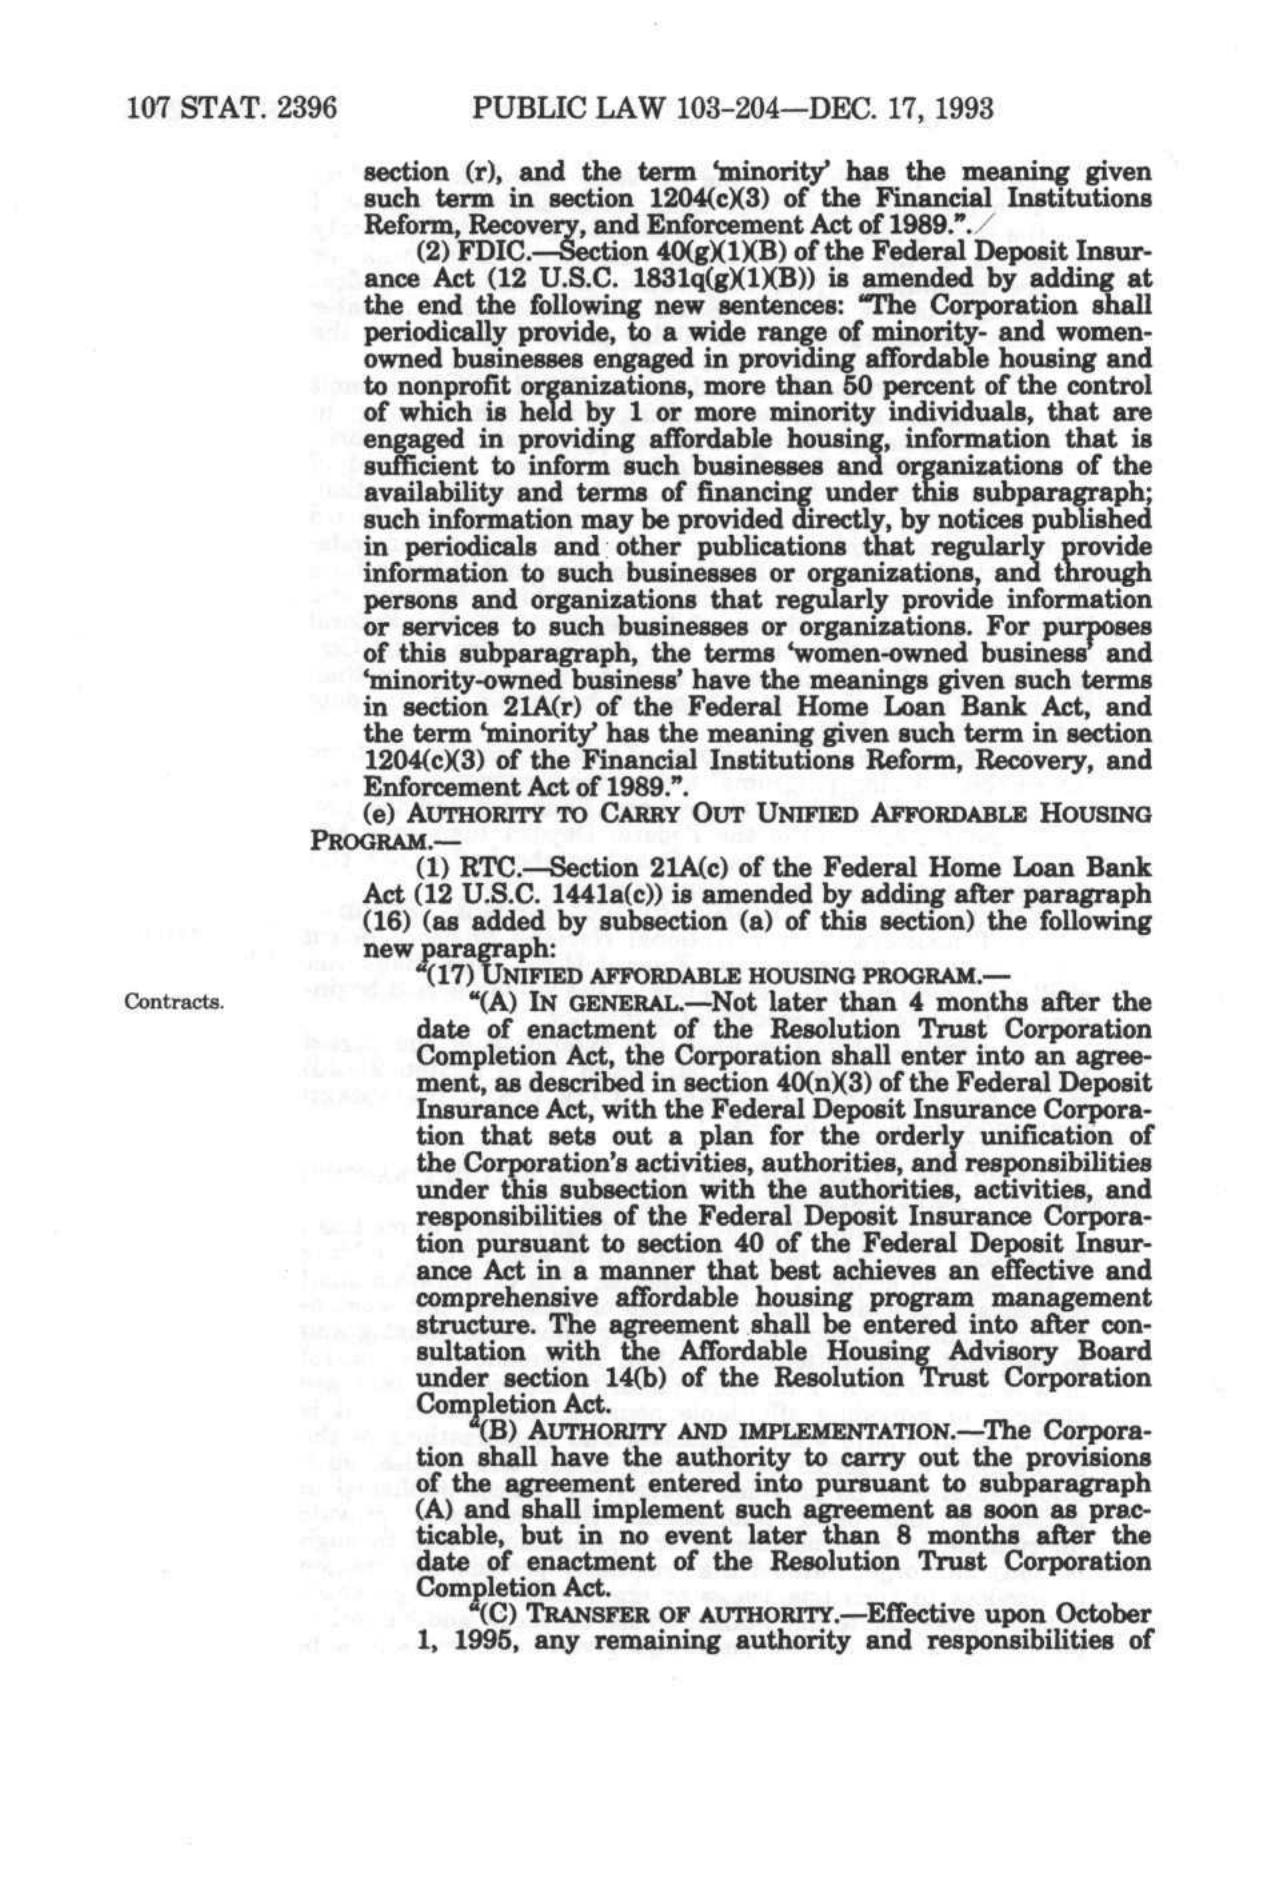 107 STAT. 2396
PUBLIC LAW 103-204—DEC. 17, 1993
section (r), and the term 'minority' has the meaning given
such term in section 1204(c)(3) of the Financial Institutions
Reform, Recovery, and Enforcement Act of 1989.".
(2) FDIC.—Section 40(g)(1)(B) of the Federal Deposit Insur-
ance Act (12 U.S.C. 1831q(g)(1)(B)) is amended by adding at
the end the following new sentences: "The Corporation shall
periodically provide, to a wide range of minority- and women-
owned businesses engaged in providing affordable housing and
to nonprofit organizations, more than 50 percent of the control
of which is held by 1 or more minority individuals, that are
engaged in providing affordable housing, information that is
sufficient to inform such businesses and organizations of the
availability and terms of financing under this subparagraph;
such information may be provided directly, by notices published
in periodicals and other publications that regularly provide
information to such businesses or organizations, and through
persons and organizations that regularly provide information
or services to such businesses or organizations. For purposes
of this subparagraph, the terms 'women-owned business' and
'minority-owned business' have the meanings given such terms
in section 21A(r) of the Federal Home Loan Bank Act, and
the term 'minority' has the meaning given such term in section
1204(c)(3) of the Financial Institutions Reform, Recovery, and
Enforcement Act of 1989.".
(e) AUTHORITY TO CARRY OUT UNIFIED AFFORDABLE HOUSING
PROGRAM.—
(1) RTC.—Section 21A(c) of the Federal Home Loan Bank
Act (12 U.S.C. 1441a(c)) is amended by adding after paragraph
(16) (as added by subsection (a) of this section) the following
new paragraph:
"(17) UNIFIED AFFORDABLE HOUSING PROGRAM.—
Contracts.
"(A) IN GENERAL.—Not later than 4 months after the
date of enactment of the Resolution Trust Corporation
Completion Act, the Corporation shall enter into an agree-
ment, as described in section 40(n)(3) of the Federal Deposit
Insurance Act, with the Federal Deposit Insurance Corpora-
tion that sets out a plan for the orderly unification of
the Corporation's activities, authorities, and responsibilities
under this subsection with the authorities, activities, and
responsibilities of the Federal Deposit Insurance Corpora-
tion pursuant to section 40 of the Federal Deposit Insur-
ance Act in a manner that best achieves an effective and
comprehensive affordable housing program management
structure. The agreement shall be entered into after con-
sultation with the Affordable Housing Advisory Board
under section 14(b) of the Resolution Trust Corporation
Completion Act.
"(B) AUTHORITY AND IMPLEMENTATION.—The Corpora-
tion shall have the authority to carry out the provisions
of the agreement entered into pursuant to subparagraph
(A) and shall implement such agreement as soon as prac-
ticable, but in no event later than 8 months after the
date of enactment of the Resolution Trust Corporation
Completion Act.
"(C) TRANSFER OF AUTHORITY.—Effective upon October
1, 1995, any remaining authority and responsibilities of